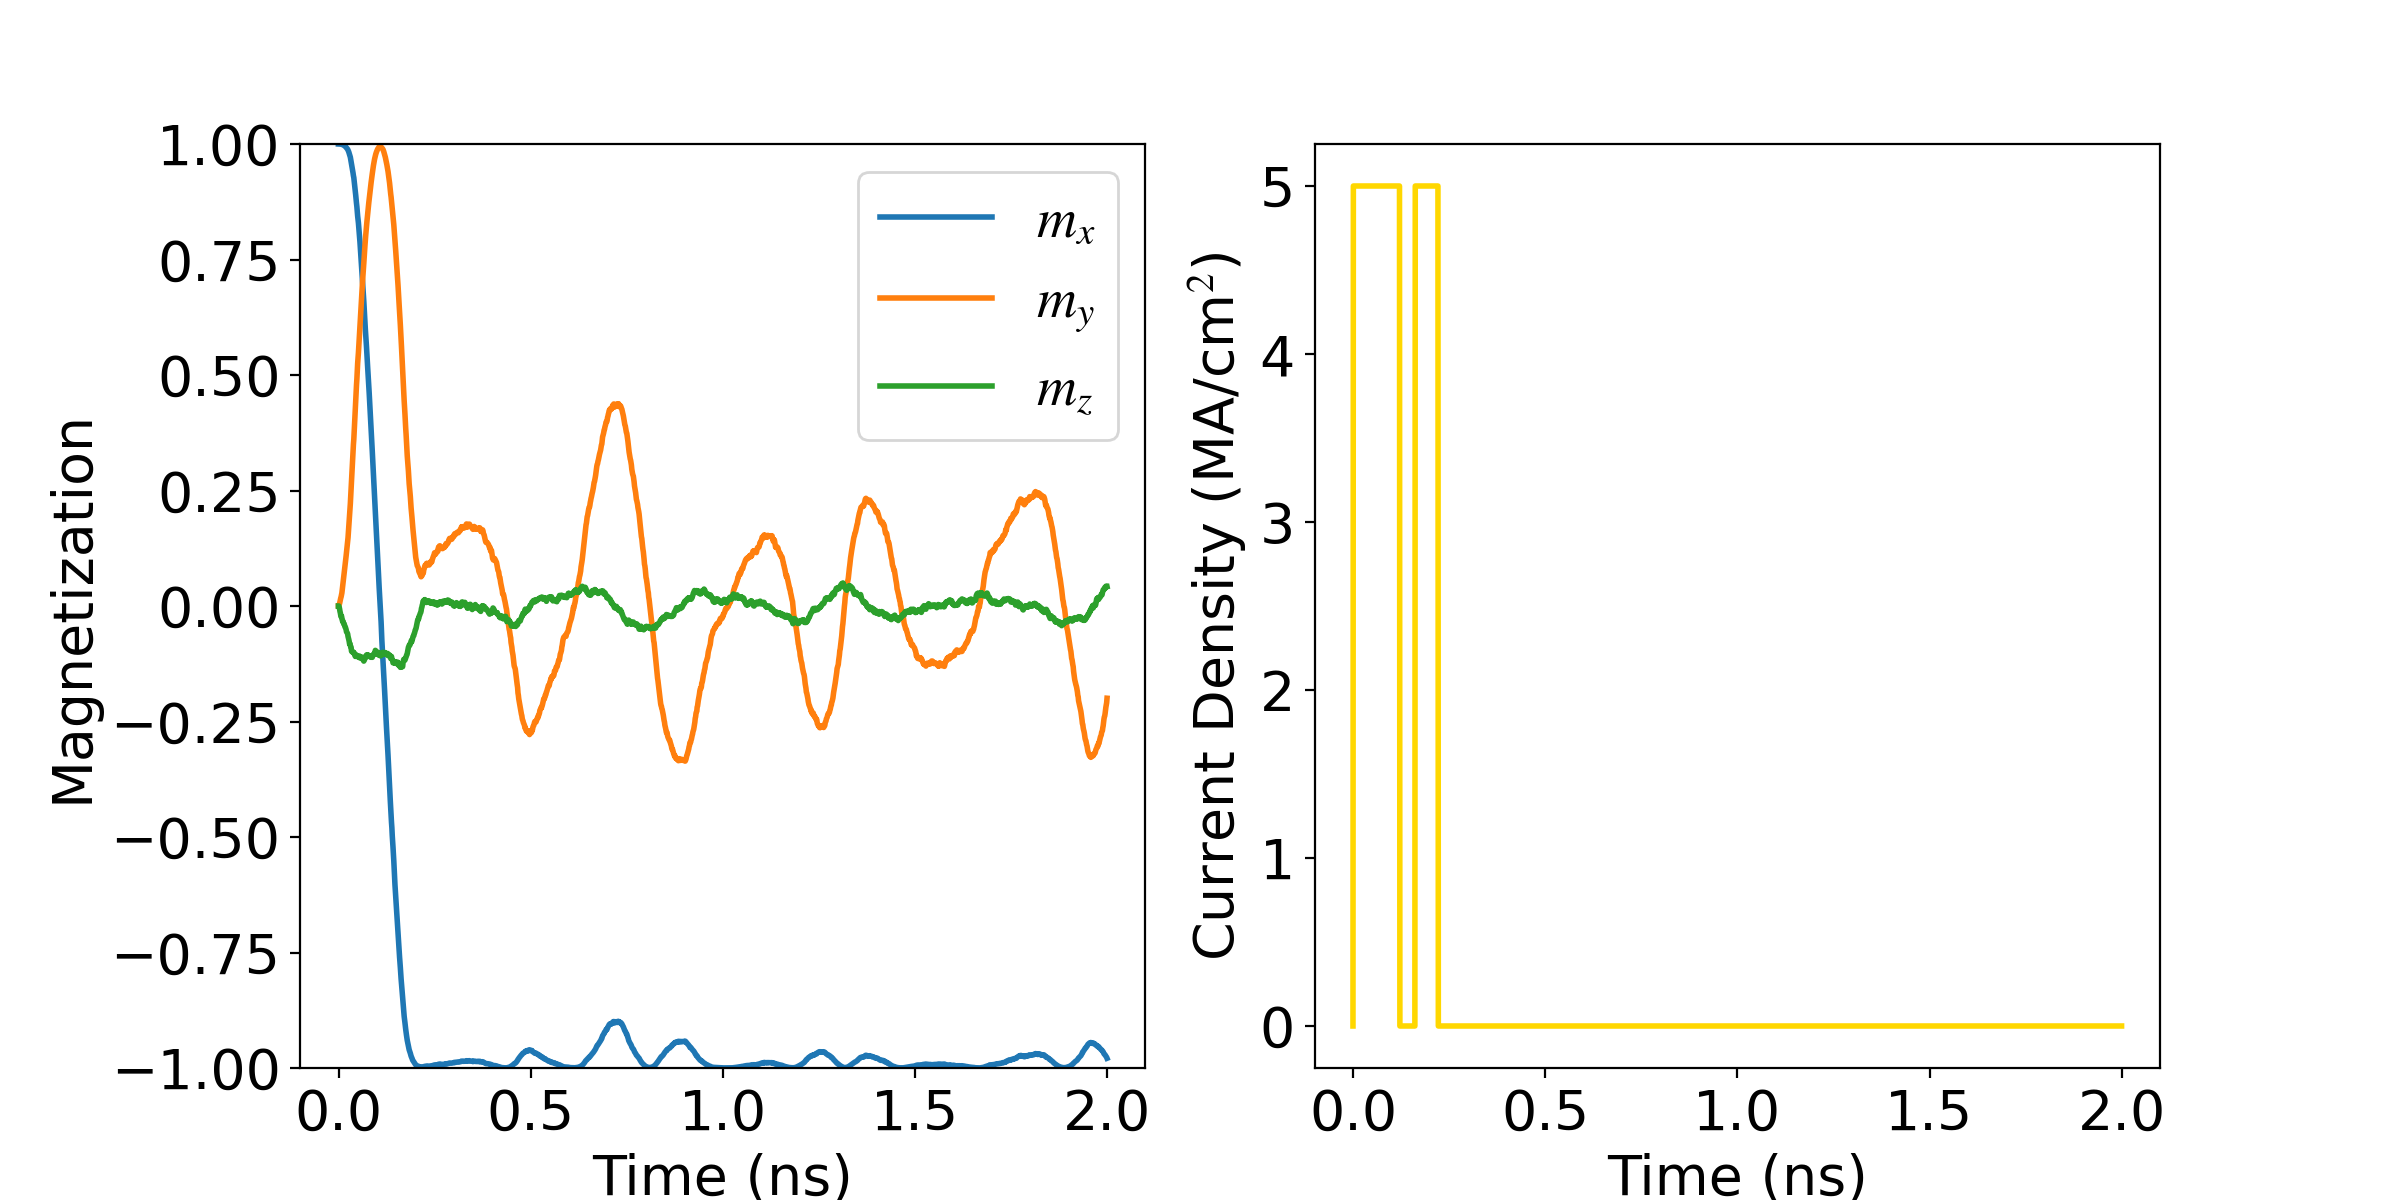 1.00
0.75
0.50
0.25
0.00
−0.25
−0.50
−0.75
−1.00
Magnetization
0.0 0.5 1.0 1.5 2.0
Time (ns)
m_x
m_y
m_z
5
4
3
2
1
0
Current Density (MA/cm²)
0.0 0.5 1.0 1.5 2.0
Time (ns)